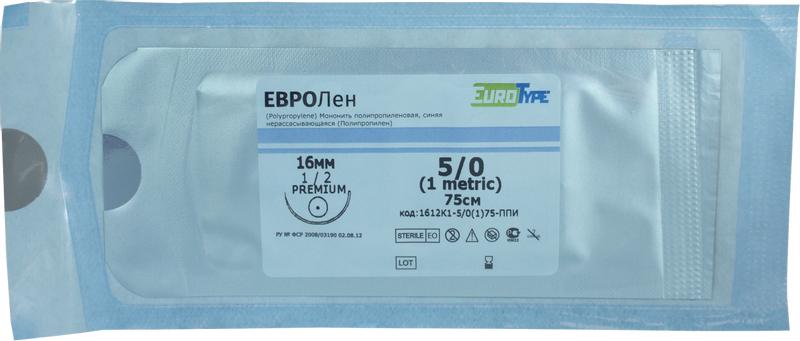 ЕВРОЛен
EUROTYPE
(Polypropylene) Мононить полипропиленовая, синяя
нерассасывающаяся (Полипропилен)
16мм
1 / 2
PREMIUM
5/0
(1 metric)
75см
код:1612К1-5/0(1)75-ППИ
РУ № ФСР 2008/03190 02.08.12
STERILE EO
LOT